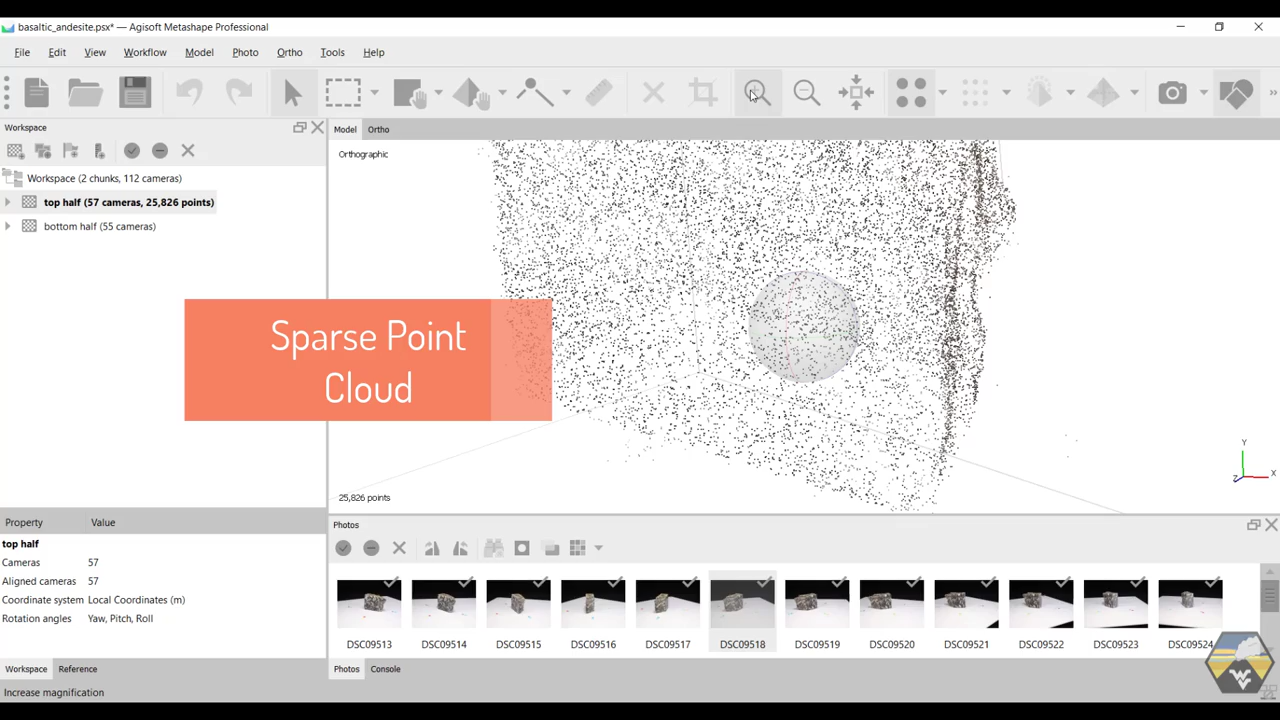 basaltic_andesite.psx* — Agisoft Metashape Professional
File Edit View Workflow Model Photo Ortho Tools Help
Workspace
Model Ortho
Orthographic
Workspace (2 chunks, 112 cameras)
top half (57 cameras, 25,826 points)
bottom half (55 cameras)
Sparse Point
Cloud
Y
X
Z
25,826 points
Property Value
top half
Cameras 57
Aligned cameras 57
Coordinate system Local Coordinates (m)
Rotation angles Yaw, Pitch, Roll
Photos
DSC09513 DSC09514 DSC09515 DSC09516 DSC09517 DSC09518 DSC09519 DSC09520 DSC09521 DSC09522 DSC09523 DSC09524
Workspace Reference
Photos Console
Increase magnification